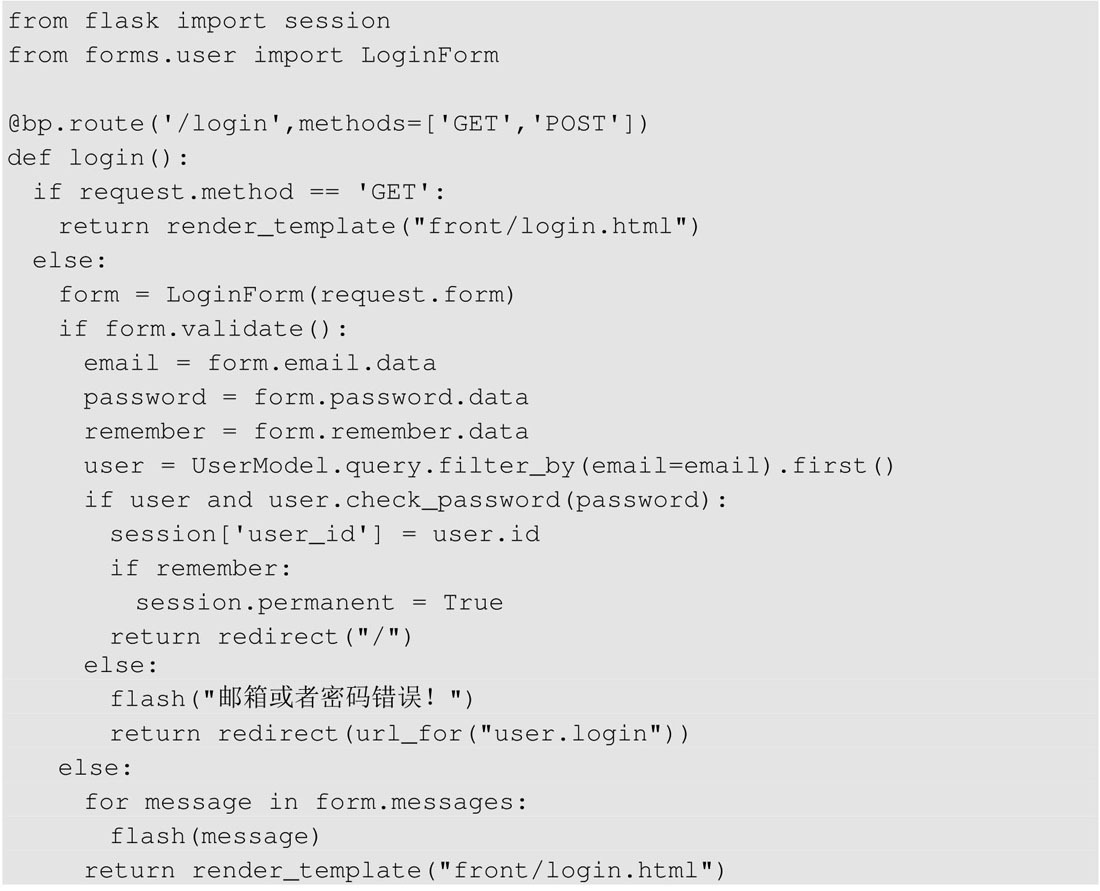 from flask import session
from forms.user import LoginForm

@bp.route('/login',methods=['GET','POST'])
def login():
  if request.method == 'GET':
    return render_template("front/login.html")
  else:
    form = LoginForm(request.form)
    if form.validate():
      email = form.email.data
      password = form.password.data
      remember = form.remember.data
      user = UserModel.query.filter_by(email=email).first()
      if user and user.check_password(password):
        session['user_id'] = user.id
        if remember:
          session.permanent = True
        return redirect("/")
      else:
        flash("邮箱或者密码错误！")
        return redirect(url_for("user.login"))
    else:
      for message in form.messages:
        flash(message)
      return render_template("front/login.html")